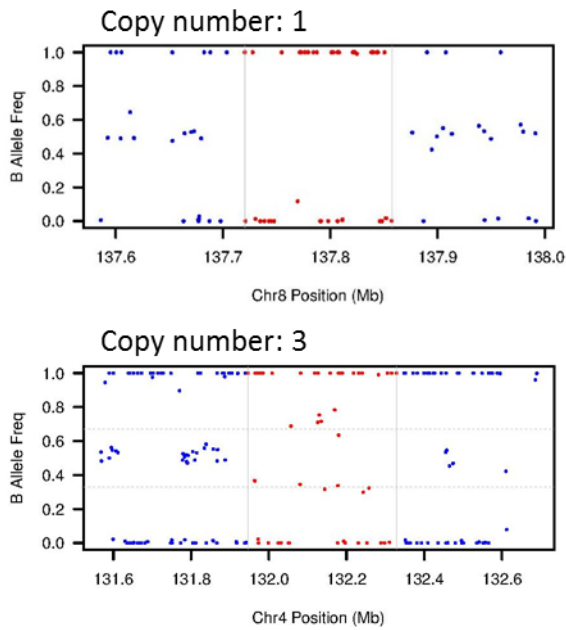 Copy number: 1
1.0
0.8
0.6
0.4
0.2
0.0
B Allele Freq
137.6 137.7 137.8 137.9 138.0
Chr8 Position (Mb)
Copy number: 3
1.0
0.8
0.6
0.4
0.2
0.0
B Allele Freq
131.6 131.8 132.0 132.2 132.4 132.6
Chr4 Position (Mb)